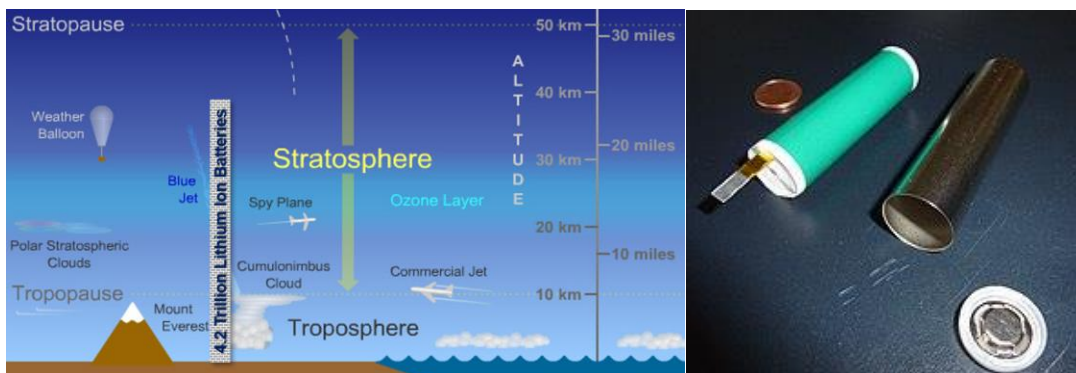 Stratopause
50 km
30 miles
ALTITUDE
Weather
Balloon
40 km
20 miles
Stratosphere
30 km
Blue
Jet
Spy Plane
Ozone Layer
20 km
Polar Stratospheric
Clouds
4.2 Trillion Lithium Ion Batteries
10 miles
Cumulonimbus
Cloud
Commercial Jet
Tropopause
10 km
Mount
Everest
Troposphere